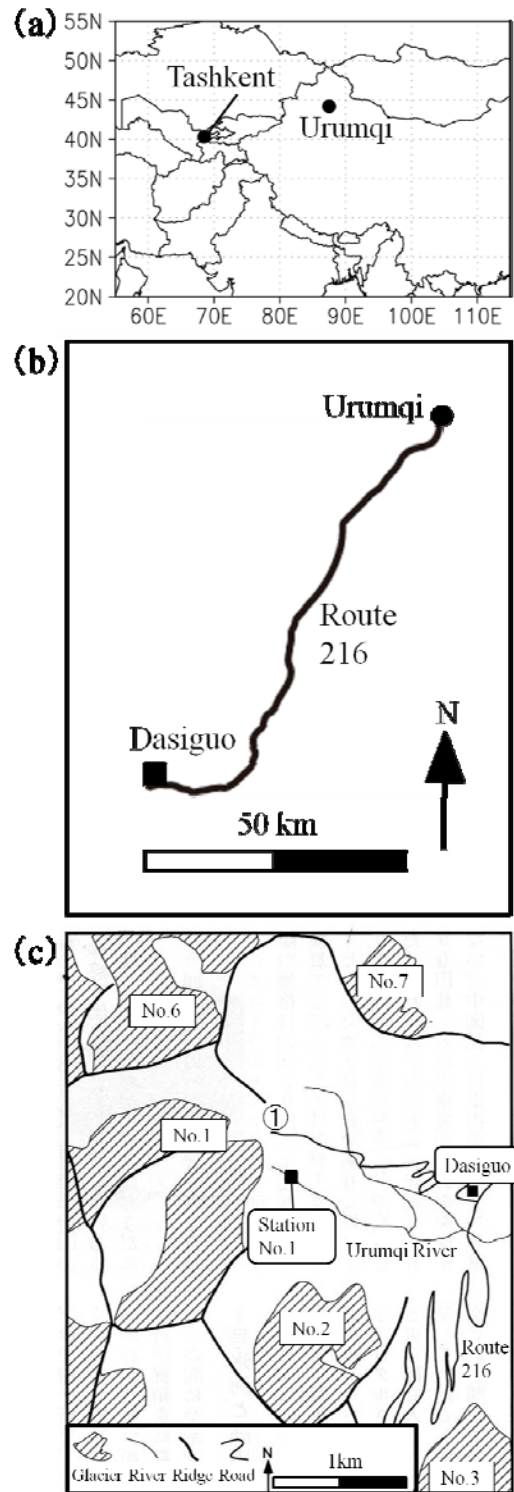 (a)
55N
50N
45N
40N
35N
30N
25N
20N
Tashkent
Urumqi
60E 70E 80E 90E 100E 110E
(b)
Urumqi
Route
216
Dasiguo
N
50 km
(c)
No.6
No.7
No.1
①
Dasiguo
Station
No.1
Urumqi River
No.2
Route
216
No.3
Glacier River Ridge Road
N
1km